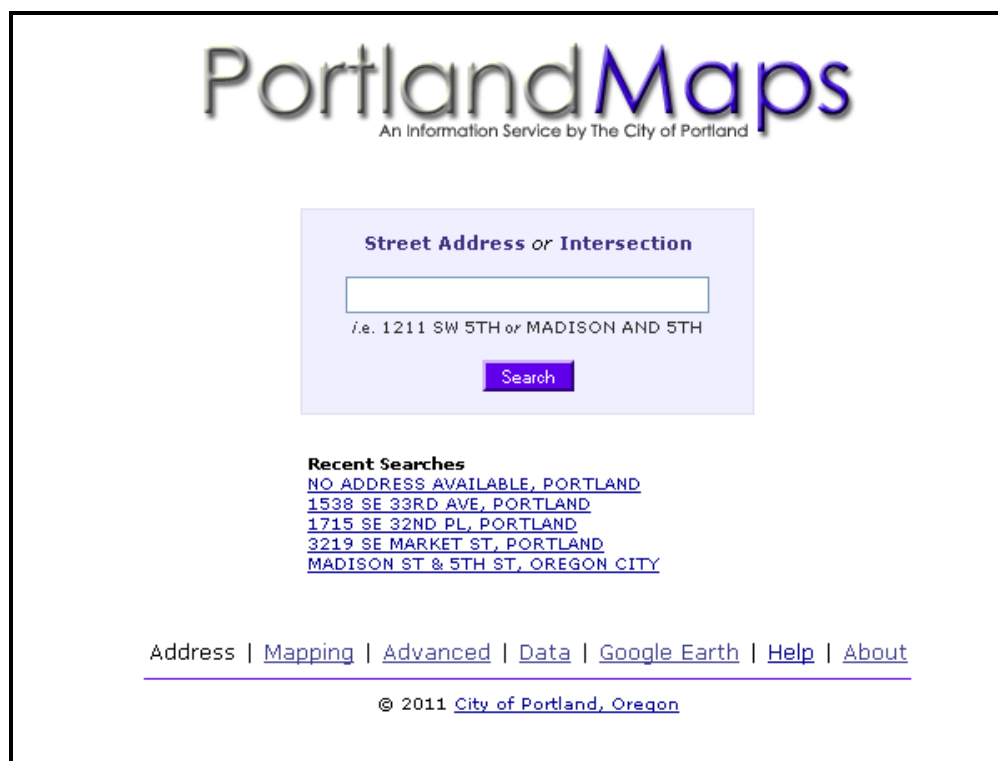 PortlandMaps
An Information Service by The City of Portland
Street Address or Intersection
i.e. 1211 SW 5TH or MADISON AND 5TH
Search
Recent Searches
NO ADDRESS AVAILABLE, PORTLAND
1538 SE 33RD AVE, PORTLAND
1715 SE 32ND PL, PORTLAND
3219 SE MARKET ST, PORTLAND
MADISON ST & 5TH ST, OREGON CITY
Address | Mapping | Advanced | Data | Google Earth | Help | About
© 2011 City of Portland, Oregon